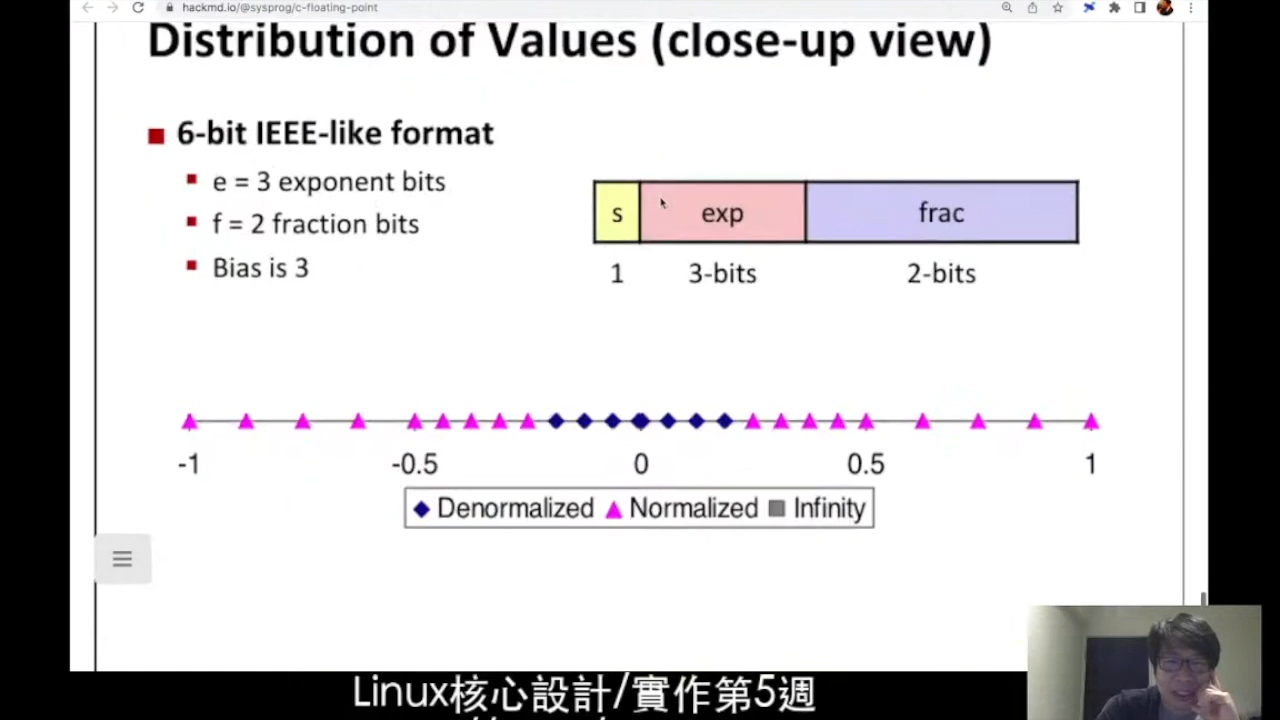 hackmd.io/@sysprog/c-floating-point
Distribution of Values (close-up view)
6-bit IEEE-like format
e = 3 exponent bits
f = 2 fraction bits
Bias is 3
s exp frac
1 3-bits 2-bits
-1 -0.5 0 0.5 1
Denormalized Normalized Infinity
Linux核心設計/實作第5週